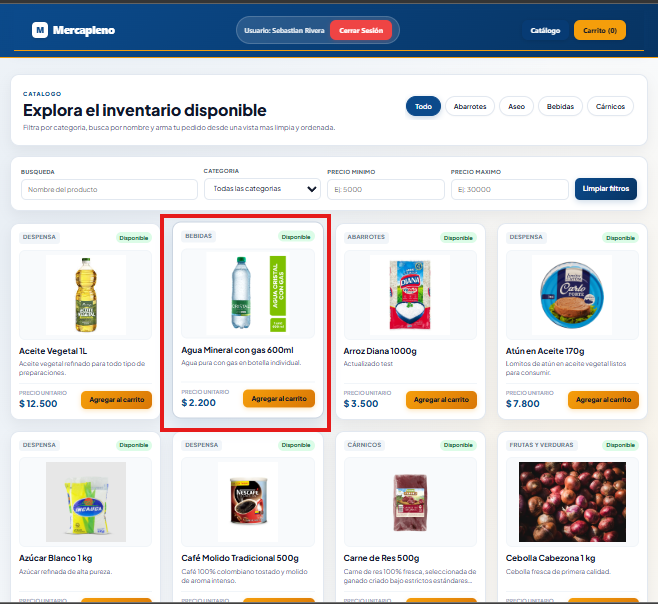 M Mercapleno
Usuario: Sebastian Rivera
Cerrar Sesión
Catálogo
Carrito (0)
CATALOGO
Explora el inventario disponible
Filtra por categoria, busca por nombre y arma tu pedido desde una vista mas limpia y ordenada.
Todo
Abarrotes
Aseo
Bebidas
Cárnicos
BUSQUEDA
CATEGORIA
PRECIO MINIMO
PRECIO MAXIMO
Nombre del producto
Todas las categorias
Ej: 5000
Ej: 30000
Limpiar filtros
DESPENSA
Disponible
Aceite Vegetal 1L
Aceite vegetal refinado para todo tipo de
preparaciones.
PRECIO UNITARIO
$ 12.500
Agregar al carrito
BEBIDAS
Disponible
AGUA CRISTAL
CON GAS
Agua Mineral con gas 600ml
Agua pura con gas en botella individual.
PRECIO UNITARIO
$ 2.200
Agregar al carrito
ABARROTES
Disponible
DIANA
Arroz Diana 1000g
Actualizado test
PRECIO UNITARIO
$ 3.500
Agregar al carrito
DESPENSA
Disponible
Atún en Aceite 170g
Lomitos de atún en aceite vegetal listos
para consumir.
PRECIO UNITARIO
$ 7.800
Agregar al carrito
DESPENSA
Disponible
INCAUCA
Azúcar Blanco 1 kg
Azúcar refinada de alta pureza.
DESPENSA
Disponible
NESCAFÉ
Café Molido Tradicional 500g
Café 100% colombiano tostado y molido
de aroma intenso.
CÁRNICOS
Disponible
Carne de Res 500g
Carne de res 100% fresca, seleccionada de
ganado criado bajo estrictos estándares...
FRUTAS Y VERDURAS
Disponible
Cebolla Cabezona 1 kg
Cebolla fresca de primera calidad.